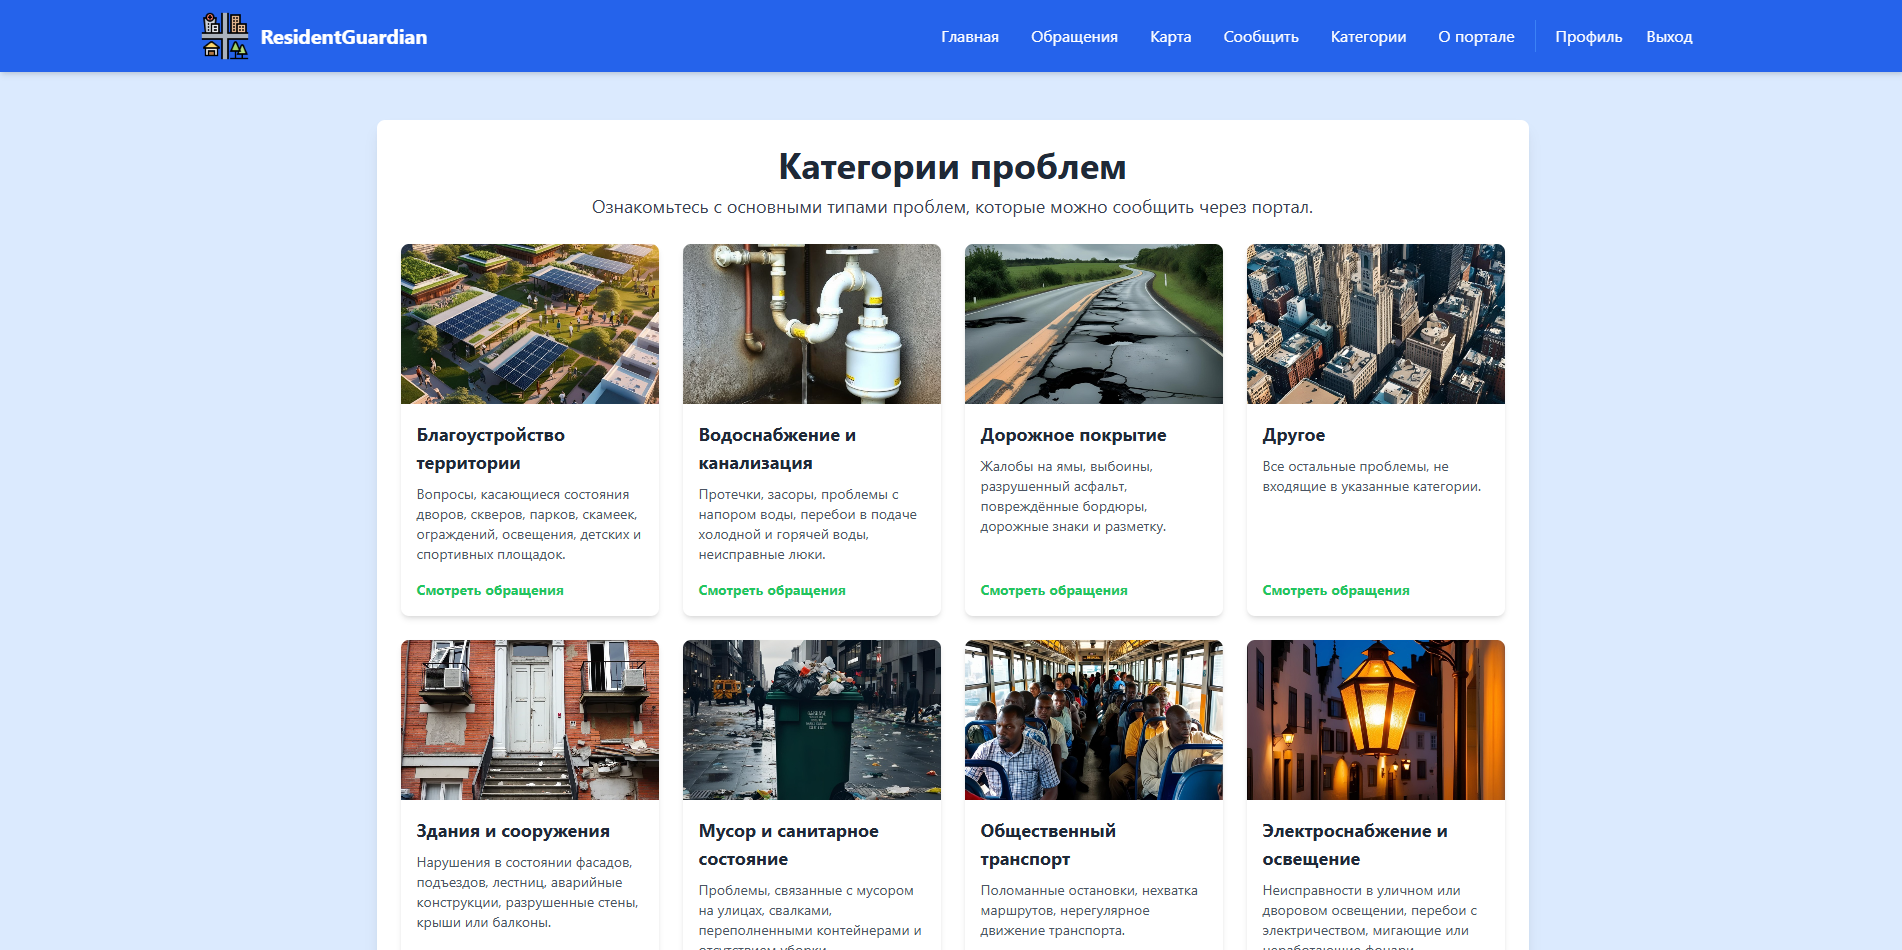 ResidentGuardian
Главная Обращения Карта Сообщить Категории О портале Профиль Выход
Категории проблем
Ознакомьтесь с основными типами проблем, которые можно сообщить через портал.
Благоустройство
территории
Вопросы, касающиеся состояния
дворов, скверов, парков, скамеек,
ограждений, освещения, детских и
спортивных площадок.
Смотреть обращения
Водоснабжение и
канализация
Протечки, засоры, проблемы с
напором воды, перебои в подаче
холодной и горячей воды,
неисправные люки.
Смотреть обращения
Дорожное покрытие
Жалобы на ямы, выбоины,
разрушенный асфальт,
повреждённые бордюры,
дорожные знаки и разметку.
Смотреть обращения
Другое
Все остальные проблемы, не
входящие в указанные категории.
Смотреть обращения
Здания и сооружения
Нарушения в состоянии фасадов,
подъездов, лестниц, аварийные
конструкции, разрушенные стены,
крыши или балконы.
Мусор и санитарное
состояние
Проблемы, связанные с мусором
на улицах, свалками,
переполненными контейнерами и
отсутствием уборки
Общественный
транспорт
Поломанные остановки, нехватка
маршрутов, нерегулярное
движение транспорта.
Электроснабжение и
освещение
Неисправности в уличном или
дворовом освещении, перебои с
электричеством, мигающие или
неработающие фонари